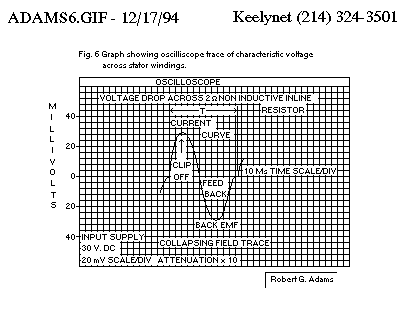 ADAMS6.GIF - 12/17/94 Keelynet (214) 324-3501
Fig. 6 Graph showing oscilliscope trace of characteristic voltage
across stator windings.
OSCILLOSCOPE
VOLTAGE DROP ACROSS 2 Ω NON INDUCTIVE INLINE
RESISTOR
T
CURRENT
CURVE
CLIP
OFF
10 Ms TIME SCALE/DIV
FEED
BACK
BACK EMF
INPUT SUPPLY
COLLAPSING FIELD TRACE
30 V. DC
20 mV SCALE/DIV ATTENUATION x 10
MILLIVOLTS
40
20
0
20
40
Robert G. Adams